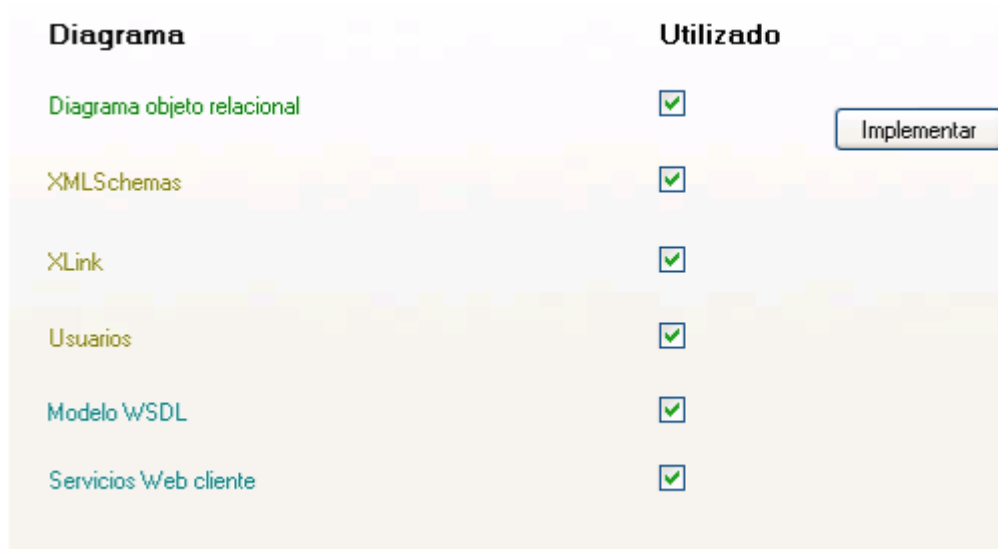 Diagrama Utilizado
Diagrama objeto relacional
Implementar
XMLSchemas
XLink
Usuarios
Modelo WSDL
Servicios Web cliente